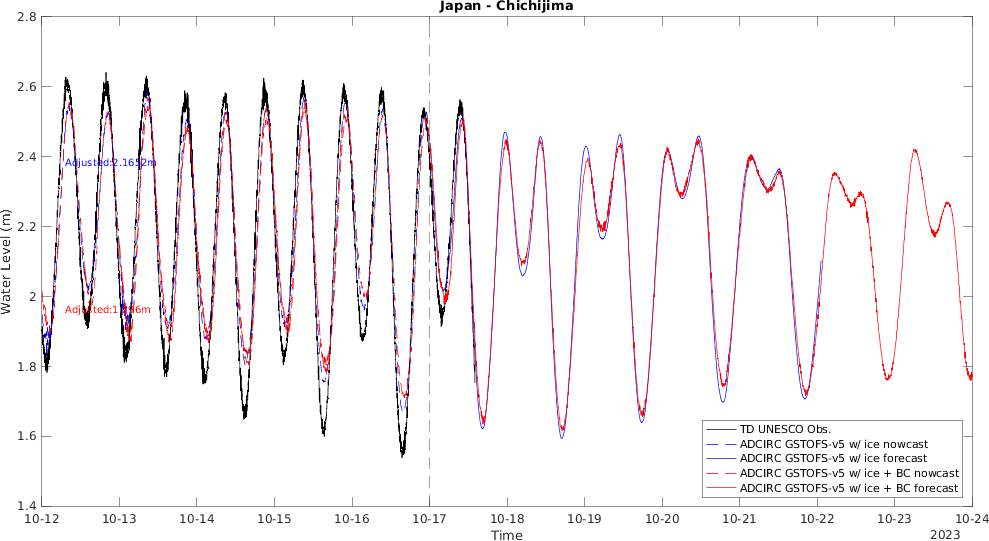 Japan - Chichijima
2.8
2.6
2.4
2.2
2
1.8
1.6
1.4
Water Level (m)
Adjusted:2.1652m
TD UNESCO Obs.
ADCIRC GSTOFS-v5 w/ ice nowcast
ADCIRC GSTOFS-v5 w/ ice forecast
ADCIRC GSTOFS-v5 w/ ice + BC nowcast
ADCIRC GSTOFS-v5 w/ ice + BC forecast
10-12 10-13 10-14 10-15 10-16 10-17 10-18 10-19 10-20 10-21 10-22 10-23 10-24
Time
2023